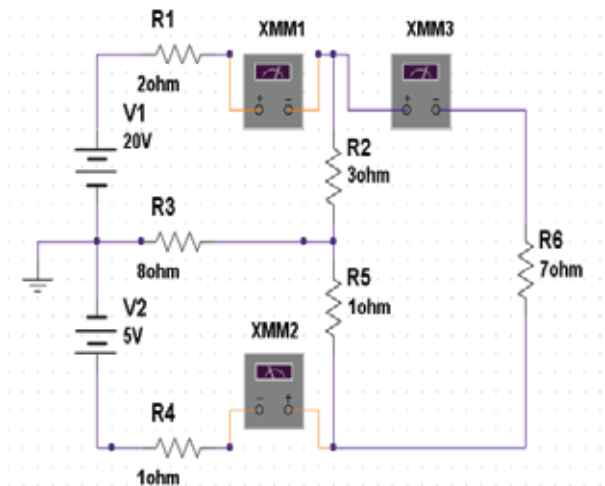 R1
XMM1
XMM3
2ohm
V1
20V
R2
3ohm
R3
8ohm
R6
7ohm
R5
1ohm
V2
5V
XMM2
R4
1ohm